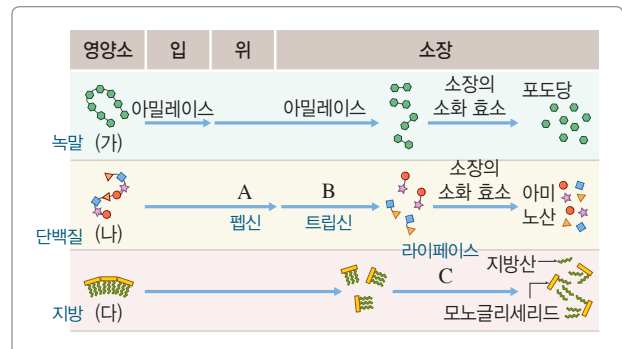 영양소 입 위 소장
아밀레이스 아밀레이스 소장의 소화 효소 포도당
녹말 (가)
A B 소장의 소화 효소 아미노산
펩신 트립신
단백질 (나)
라이페이스
C 지방산
지방 (다) 모노글리세리드